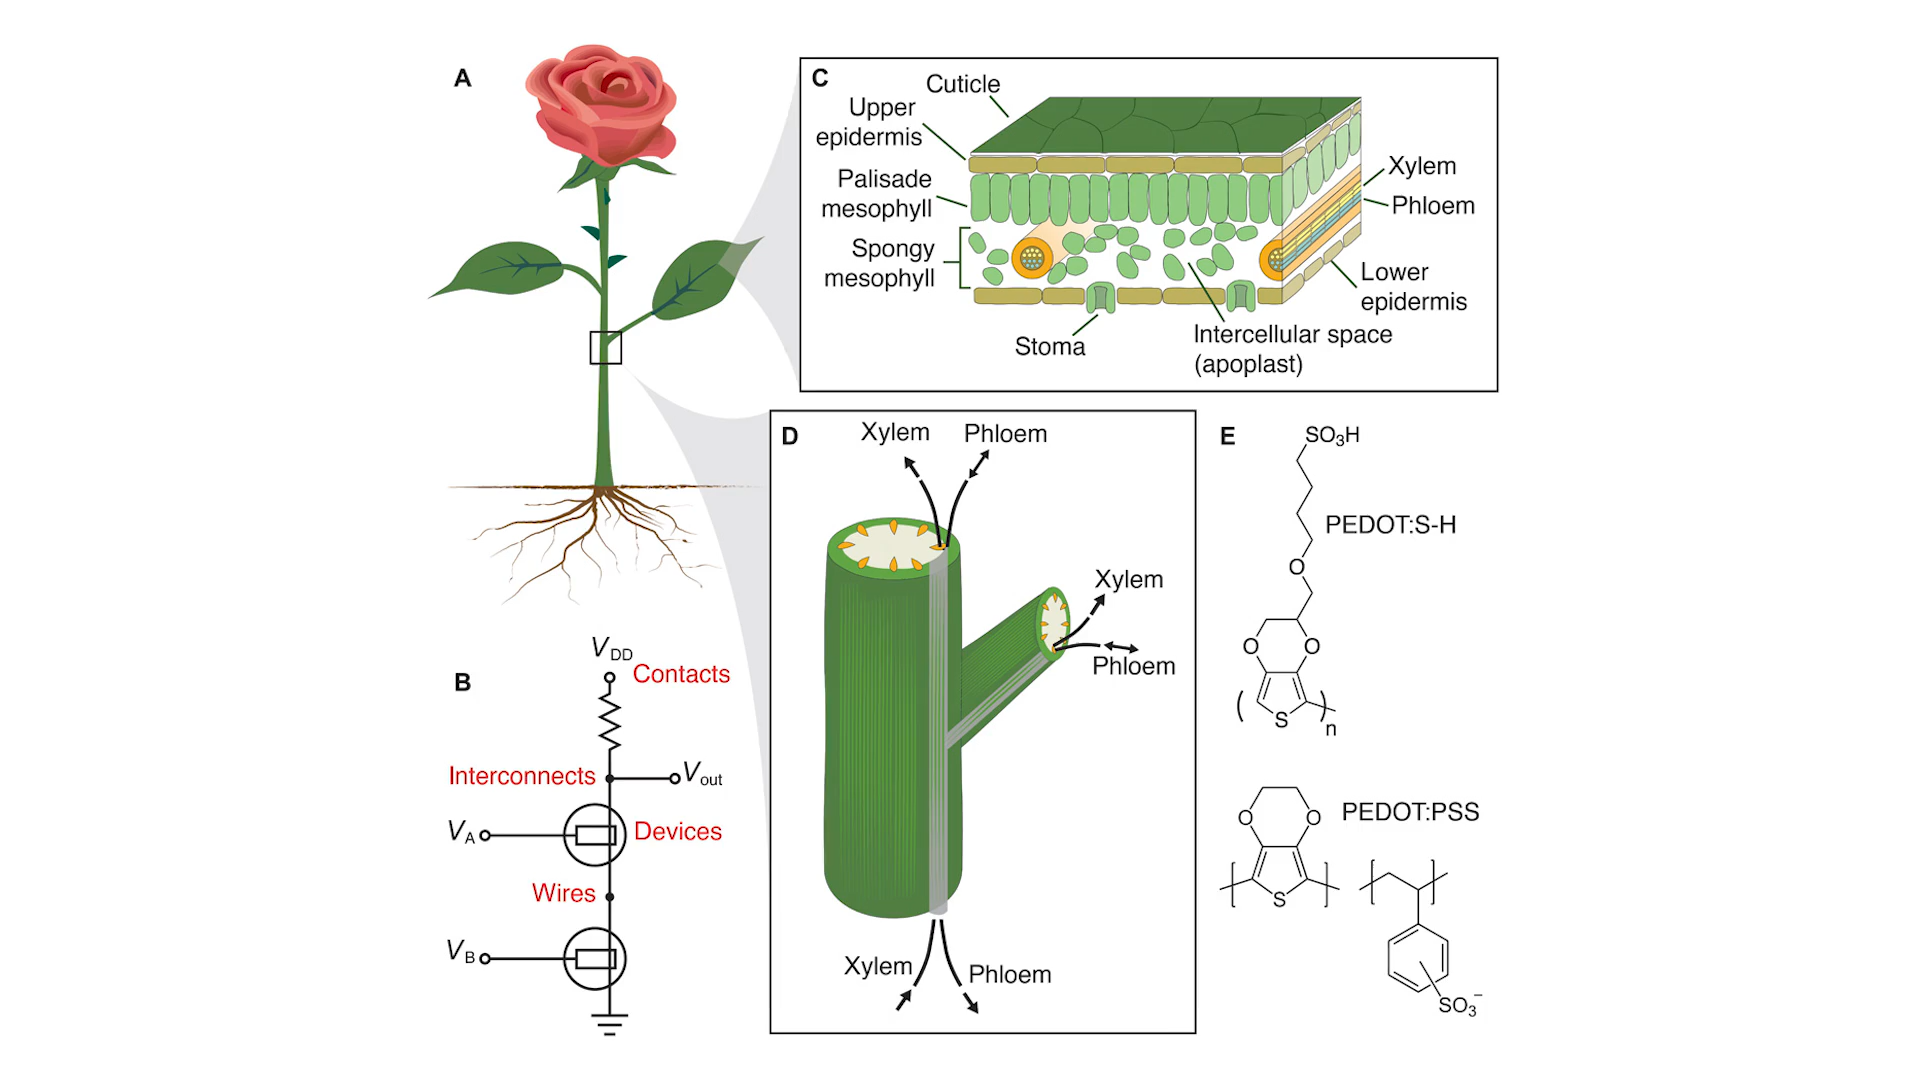 A
C
Cuticle
Upper
epidermis
Palisade
mesophyll
Spongy
mesophyll
Xylem
Phloem
Lower
epidermis
Stoma
Intercellular space
(apoplast)
D
Xylem
Phloem
Xylem
Phloem
Xylem
Phloem
B
VDD
Contacts
Interconnects
Vout
VA
Devices
Wires
VB
E
SO₃H
PEDOT:S-H
O
O
O
S
( )n
PEDOT:PSS
O
O
S
SO₃⁻